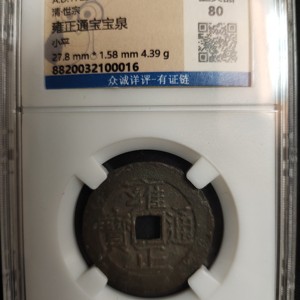 清·世宗
雍正通宝宝泉
小平
27.8 mm * 1.58 mm 4.39 g
8820032100016
80
众诚详评-有证链
雍正通寶